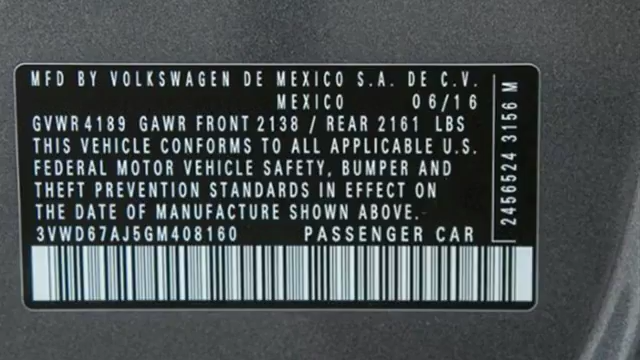 MFD BY VOLKSWAGEN DE MEXICO S.A. DE C.V.
MEXICO 06/16
GVWR 4189 GAWR FRONT 2138 / REAR 2161 LBS
THIS VEHICLE CONFORMS TO ALL APPLICABLE U.S.
FEDERAL MOTOR VEHICLE SAFETY, BUMPER AND
THEFT PREVENTION STANDARDS IN EFFECT ON
THE DATE OF MANUFACTURE SHOWN ABOVE.
3VWD67AJ5GM408160 PASSENGER CAR
2456524 3156 M